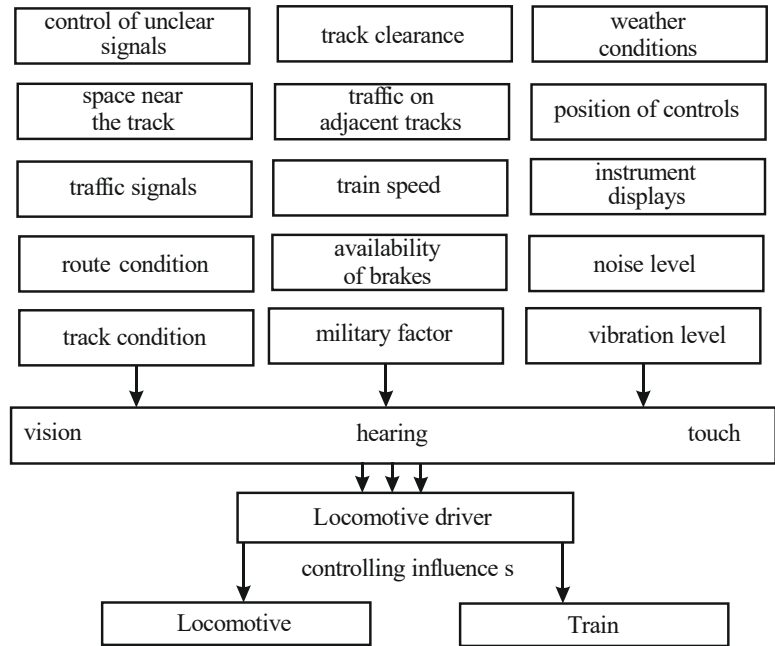 control of unclear
signals
track clearance
weather
conditions
space near
the track
traffic on
adjacent tracks
position of controls
traffic signals
train speed
instrument
displays
route condition
availability
of brakes
noise level
track condition
military factor
vibration level
vision
hearing
touch
Locomotive driver
controlling influence s
Locomotive
Train